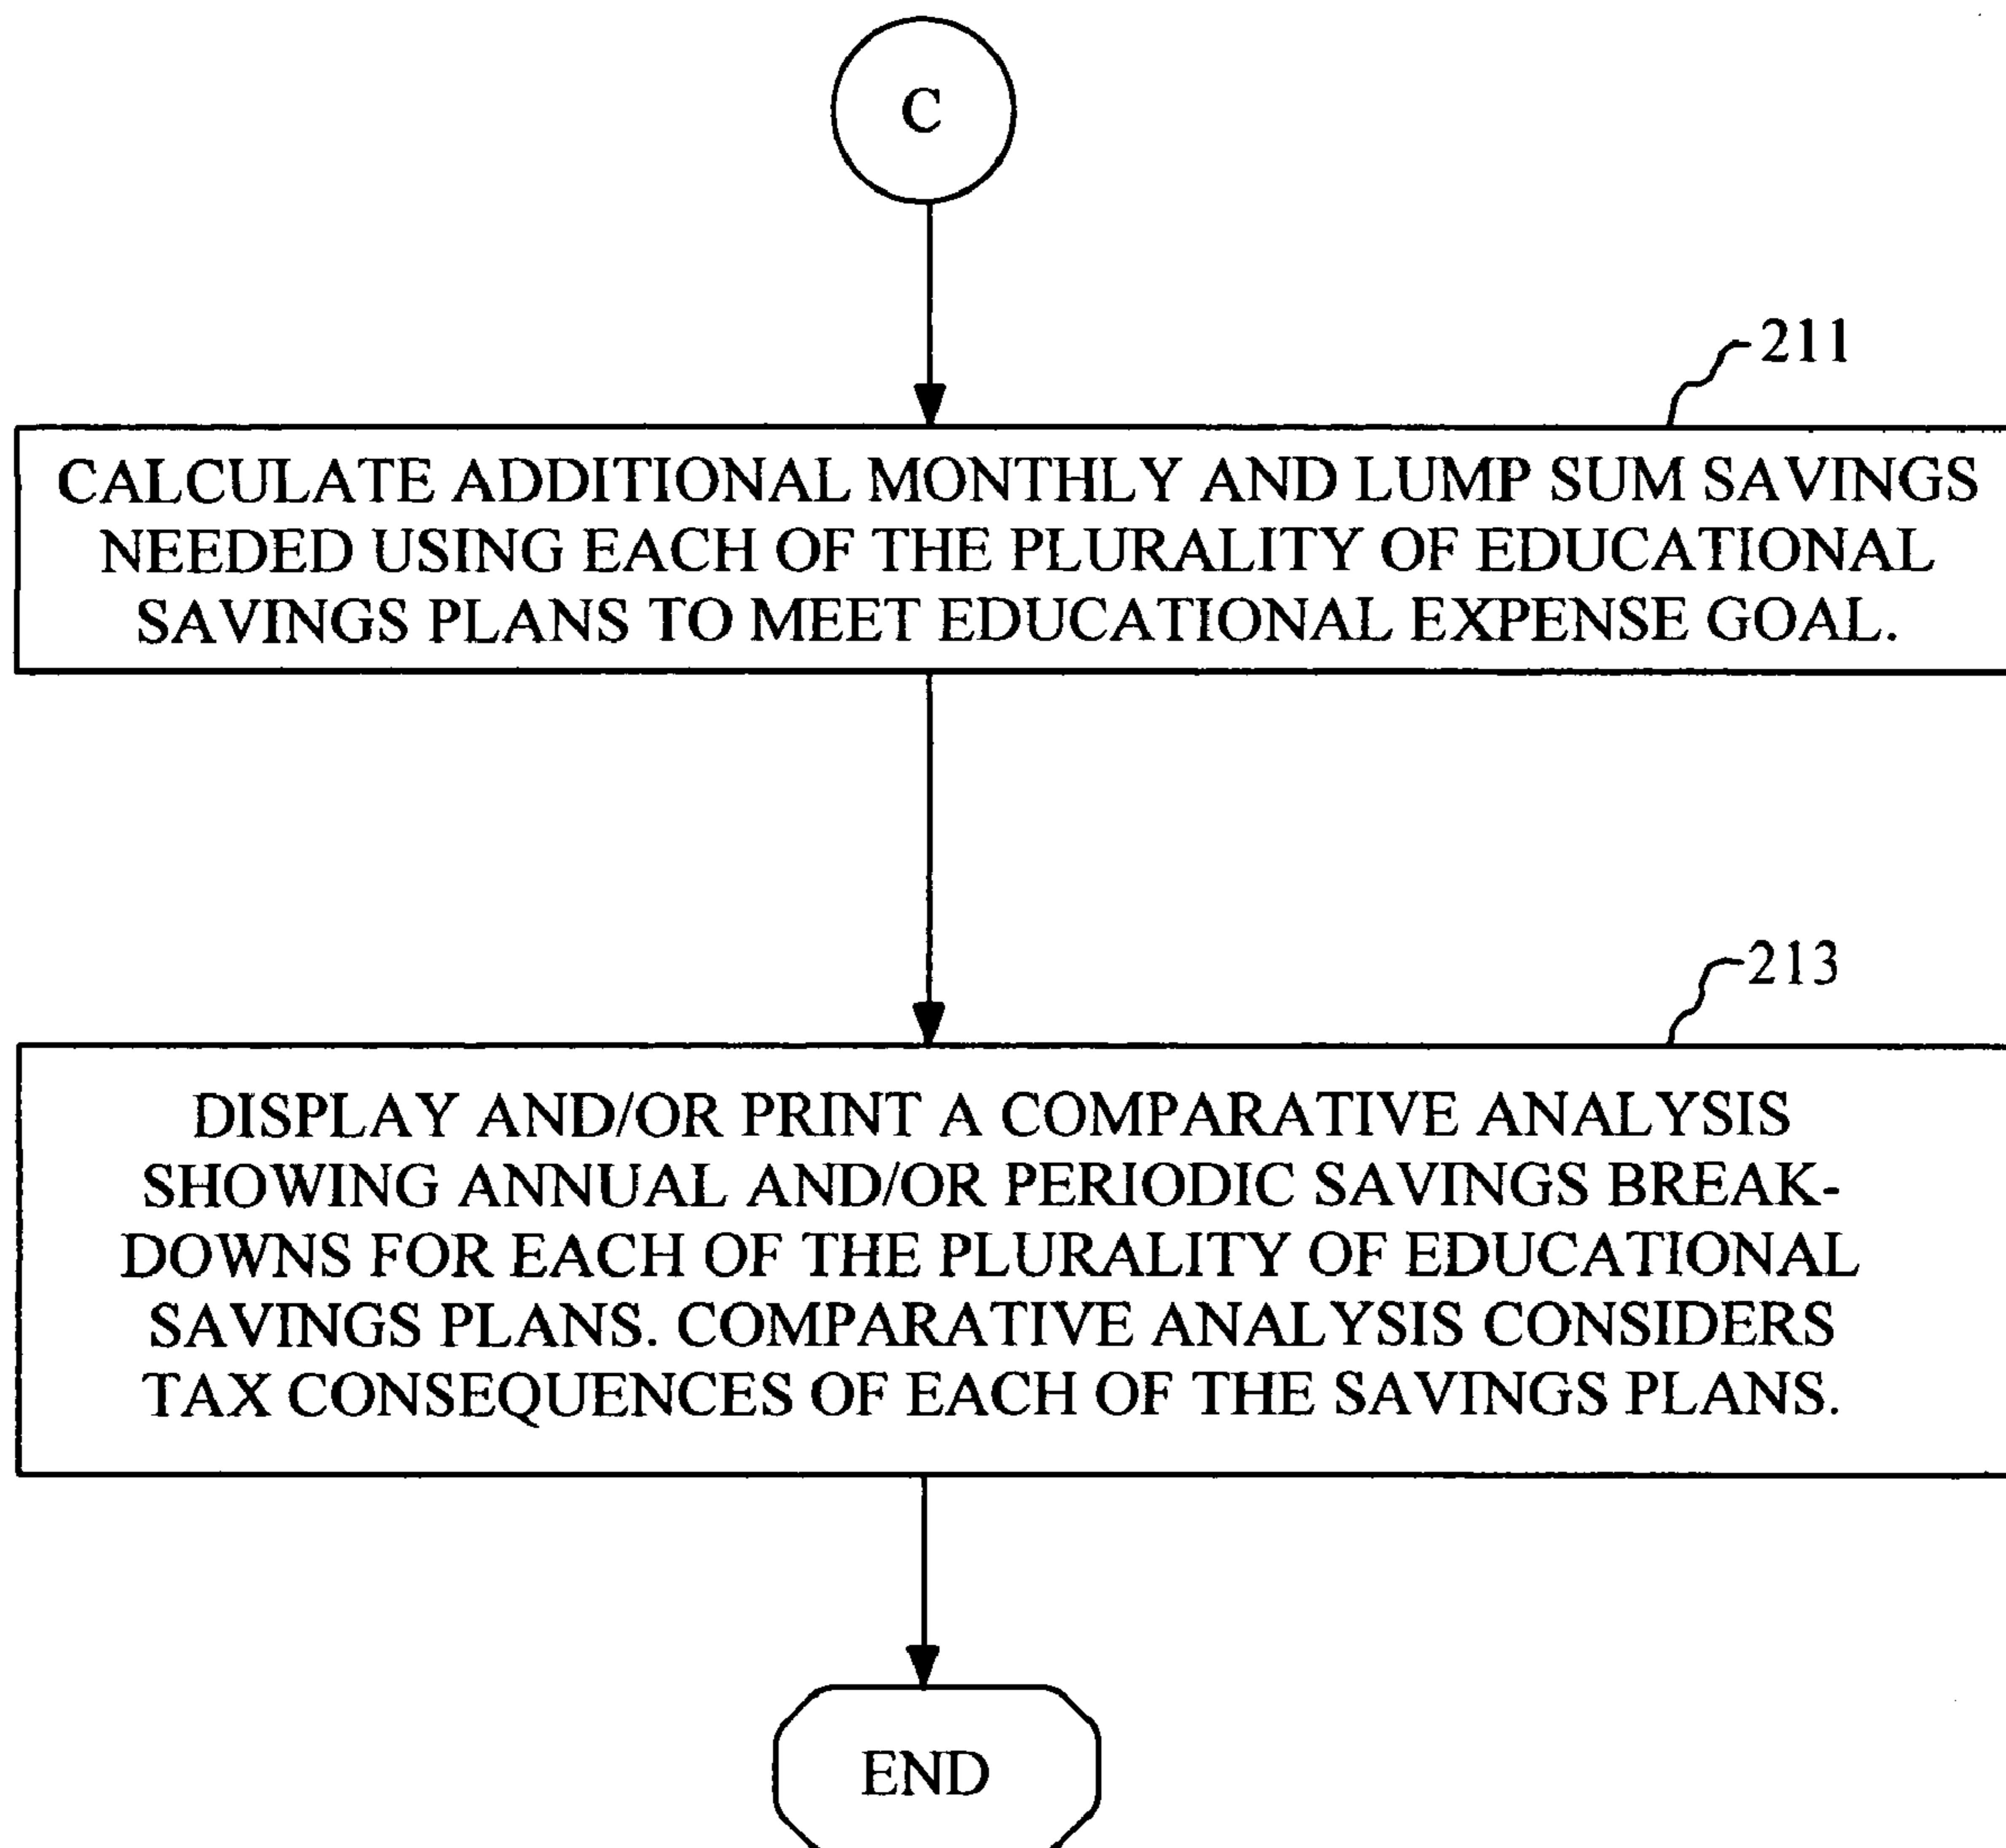 C
211
CALCULATE ADDITIONAL MONTHLY AND LUMP SUM SAVINGS
NEEDED USING EACH OF THE PLURALITY OF EDUCATIONAL
SAVINGS PLANS TO MEET EDUCATIONAL EXPENSE GOAL.
213
DISPLAY AND/OR PRINT A COMPARATIVE ANALYSIS
SHOWING ANNUAL AND/OR PERIODIC SAVINGS BREAK-
DOWNS FOR EACH OF THE PLURALITY OF EDUCATIONAL
SAVINGS PLANS. COMPARATIVE ANALYSIS CONSIDERS
TAX CONSEQUENCES OF EACH OF THE SAVINGS PLANS.
END